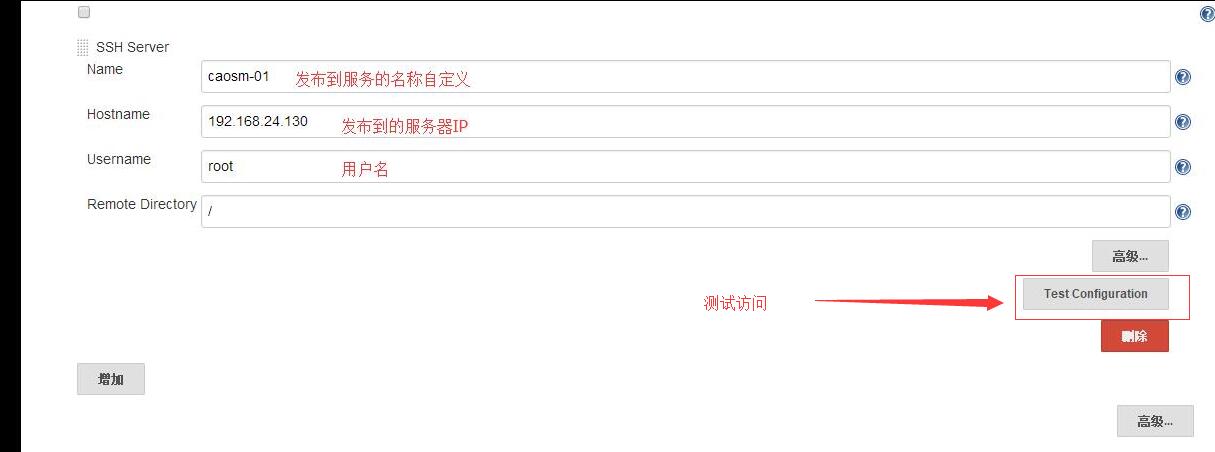 SSH Server
Name caosm-01 发布到服务的名称自定义
Hostname 192.168.24.130 发布到的服务器IP
Username root 用户名
Remote Directory /
高级...
测试访问 Test Configuration
删除
增加
高级...